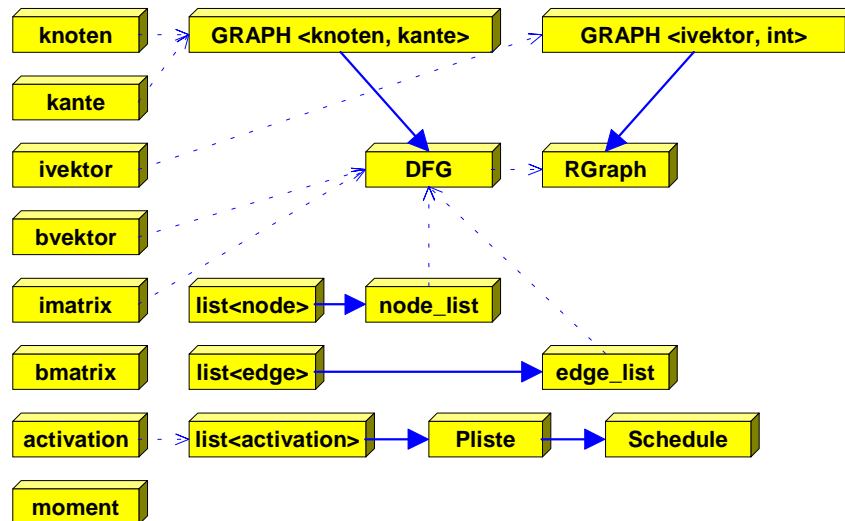 knoten
GRAPH <knoten, kante>
GRAPH <ivektor, int>
kante
ivektor
DFG
RGraph
bvektor
imatrix
list<node>
node_list
bmatrix
list<edge>
edge_list
activation
list<activation>
Pliste
Schedule
moment